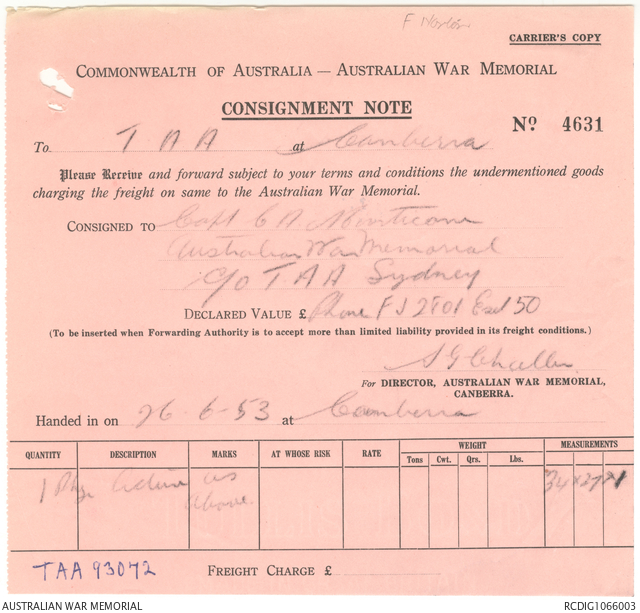 CARRIER'S COPY
COMMONWEALTH OF AUSTRALIA — AUSTRALIAN WAR MEMORIAL
CONSIGNMENT NOTE
Nº 4631
To T A A at Canberra
Please Receive and forward subject to your terms and conditions the undermentioned goods
charging the freight on same to the Australian War Memorial.
CONSIGNED TO Capt C A
Australian War Memorial
c/o T A A Sydney
DECLARED VALUE £ Phone FJ 2801 Ext 50
(To be inserted when Forwarding Authority is to accept more than limited liability provided in its freight conditions.)
For DIRECTOR, AUSTRALIAN WAR MEMORIAL,
CANBERRA.
Handed in on 26-6-53 at Canberra
QUANTITY DESCRIPTION MARKS AT WHOSE RISK RATE WEIGHT MEASUREMENTS
Tons Cwt. Qrs. Lbs.
1 as
above
TAA 93072 FREIGHT CHARGE £
AUSTRALIAN WAR MEMORIAL RCDIG1066003